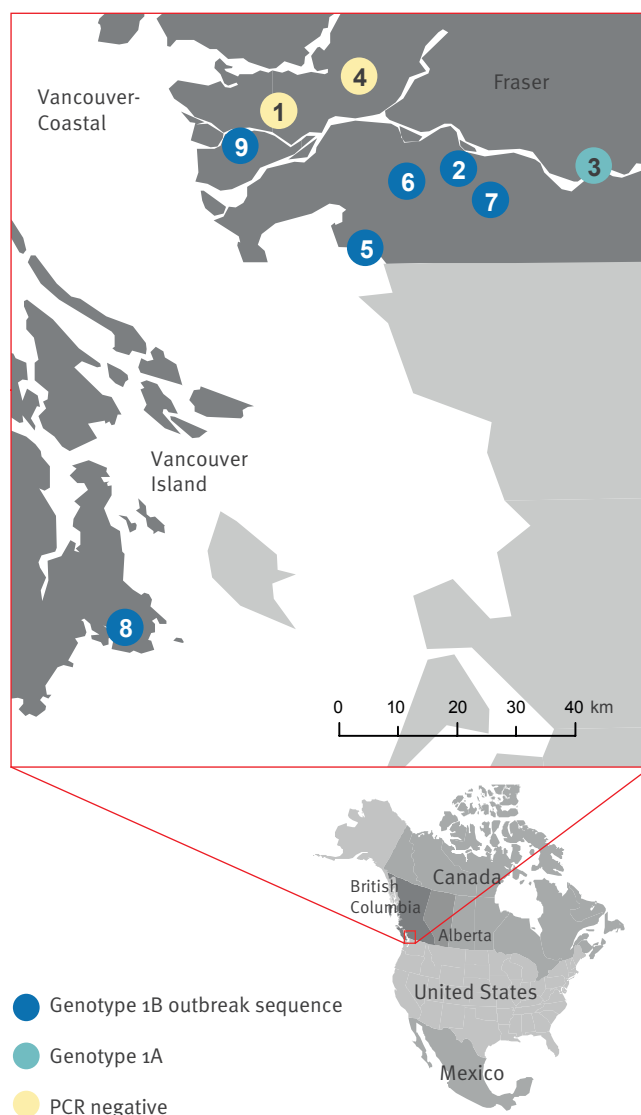 Vancouver-
Coastal
Fraser
4
1
9
3
2
6
7
5
Vancouver
Island
8
0 10 20 30 40 km
Canada
British
Columbia
Alberta
United States
Mexico
Genotype 1B outbreak sequence
Genotype 1A
PCR negative